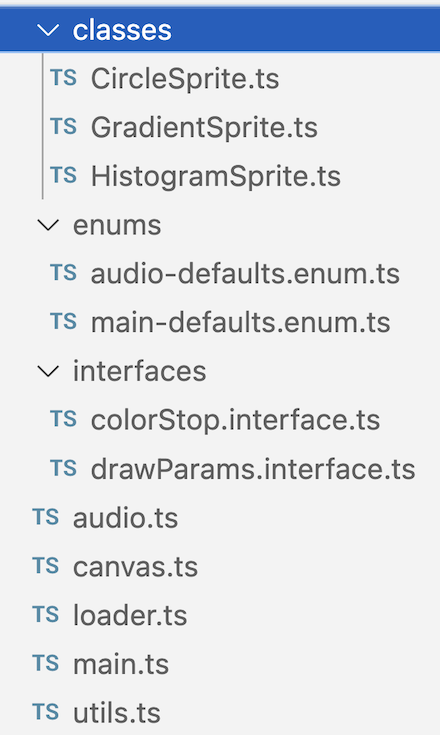 classes
TS CircleSprite.ts
TS GradientSprite.ts
TS HistogramSprite.ts
enums
TS audio-defaults.enum.ts
TS main-defaults.enum.ts
interfaces
TS colorStop.interface.ts
TS drawParams.interface.ts
TS audio.ts
TS canvas.ts
TS loader.ts
TS main.ts
TS utils.ts